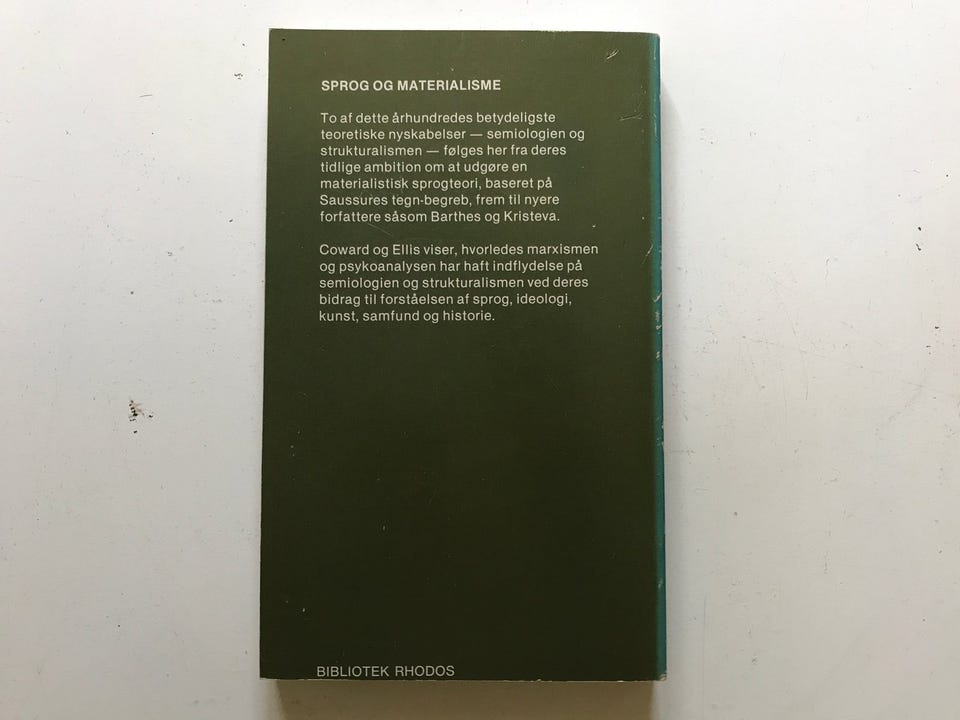 SPROG OG MATERIALISME
To af dette århundredes betydeligste
teoretiske nyskabelser — semiologien og
strukturalismen — følges her fra deres
tidlige ambition om at udgøre en
materialistisk sprogteori, baseret på
Saussures tegn-begreb, frem til nyere
forfattere såsom Barthes og Kristeva.
Coward og Ellis viser, hvorledes marxismen
og psykoanalysen har haft indflydelse på
semiologien og strukturalismen ved deres
bidrag til forståelsen af sprog, ideologi,
kunst, samfund og historie.
BIBLIOTEK RHODOS